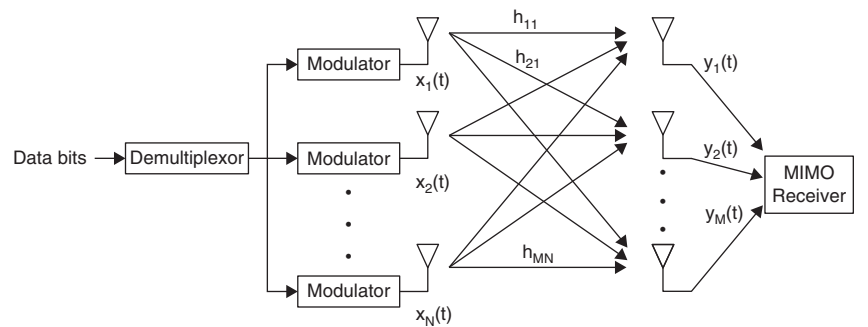 Data bits
Demultiplexor
Modulator
x1(t)
Modulator
x2(t)
Modulator
xN(t)
h11
h21
hMN
y1(t)
y2(t)
yM(t)
MIMO
Receiver